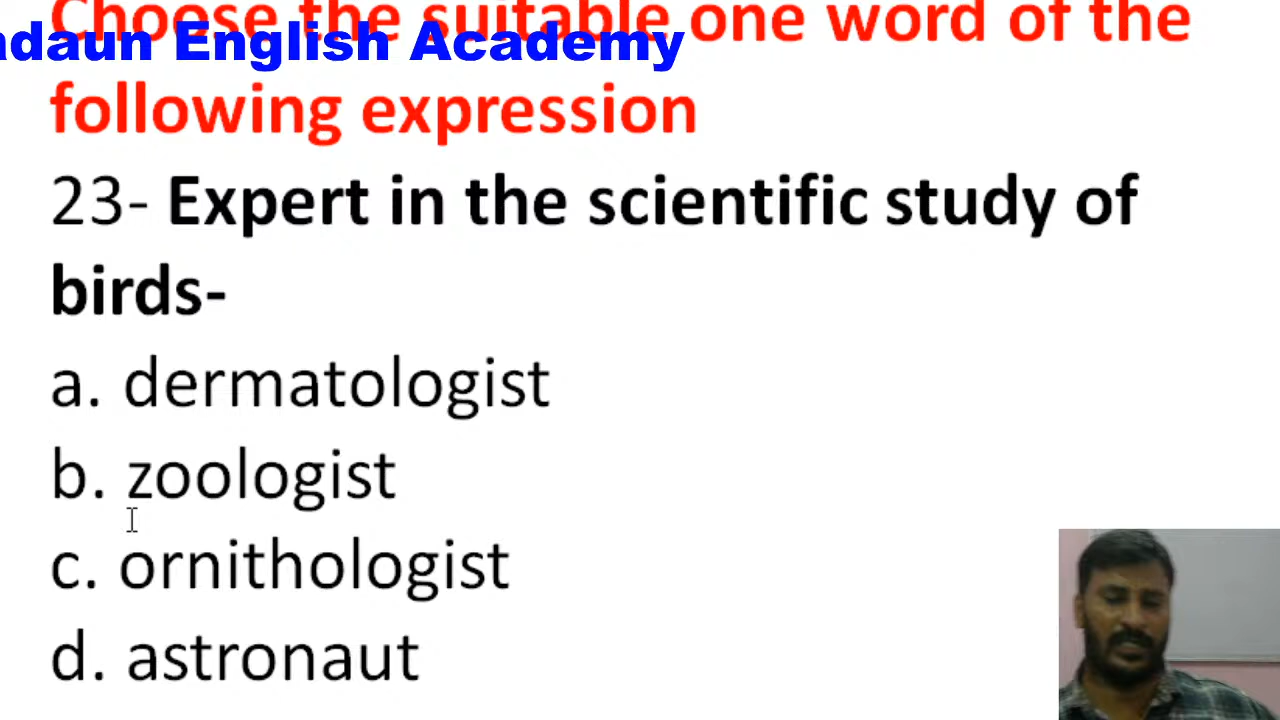 Choose the suitable one word of the
adaun English Academy
following expression
23- Expert in the scientific study of
birds-
a. dermatologist
b. zoologist
c. ornithologist
d. astronaut